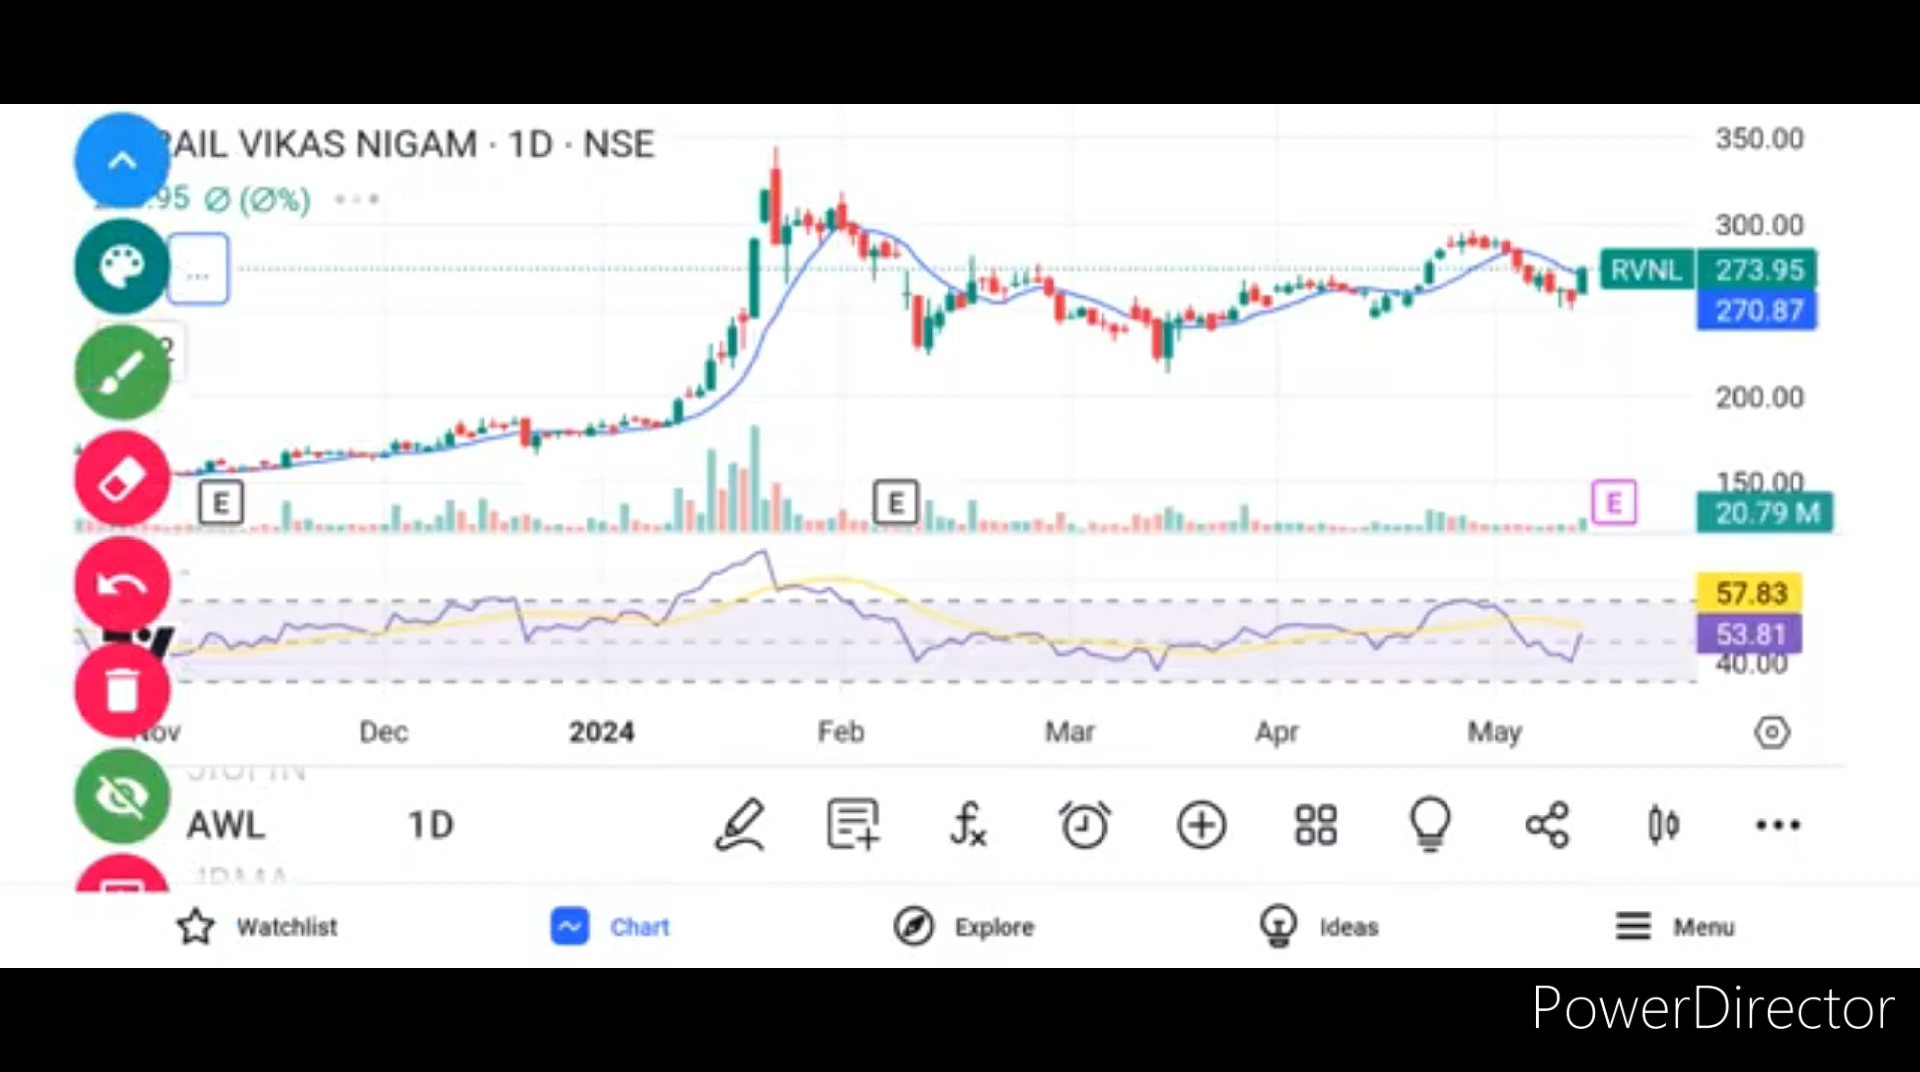 RAIL VIKAS NIGAM · 1D · NSE
.95 ∅ (∅%) •••
...
2
350.00
300.00
RVNL 273.95
270.87
200.00
150.00
E
E
E
20.79 M
57.83
53.81
40.00
Nov Dec 2024 Feb Mar Apr May
JIOFIN
AWL 1D
Watchlist Chart Explore Ideas Menu
PowerDirector